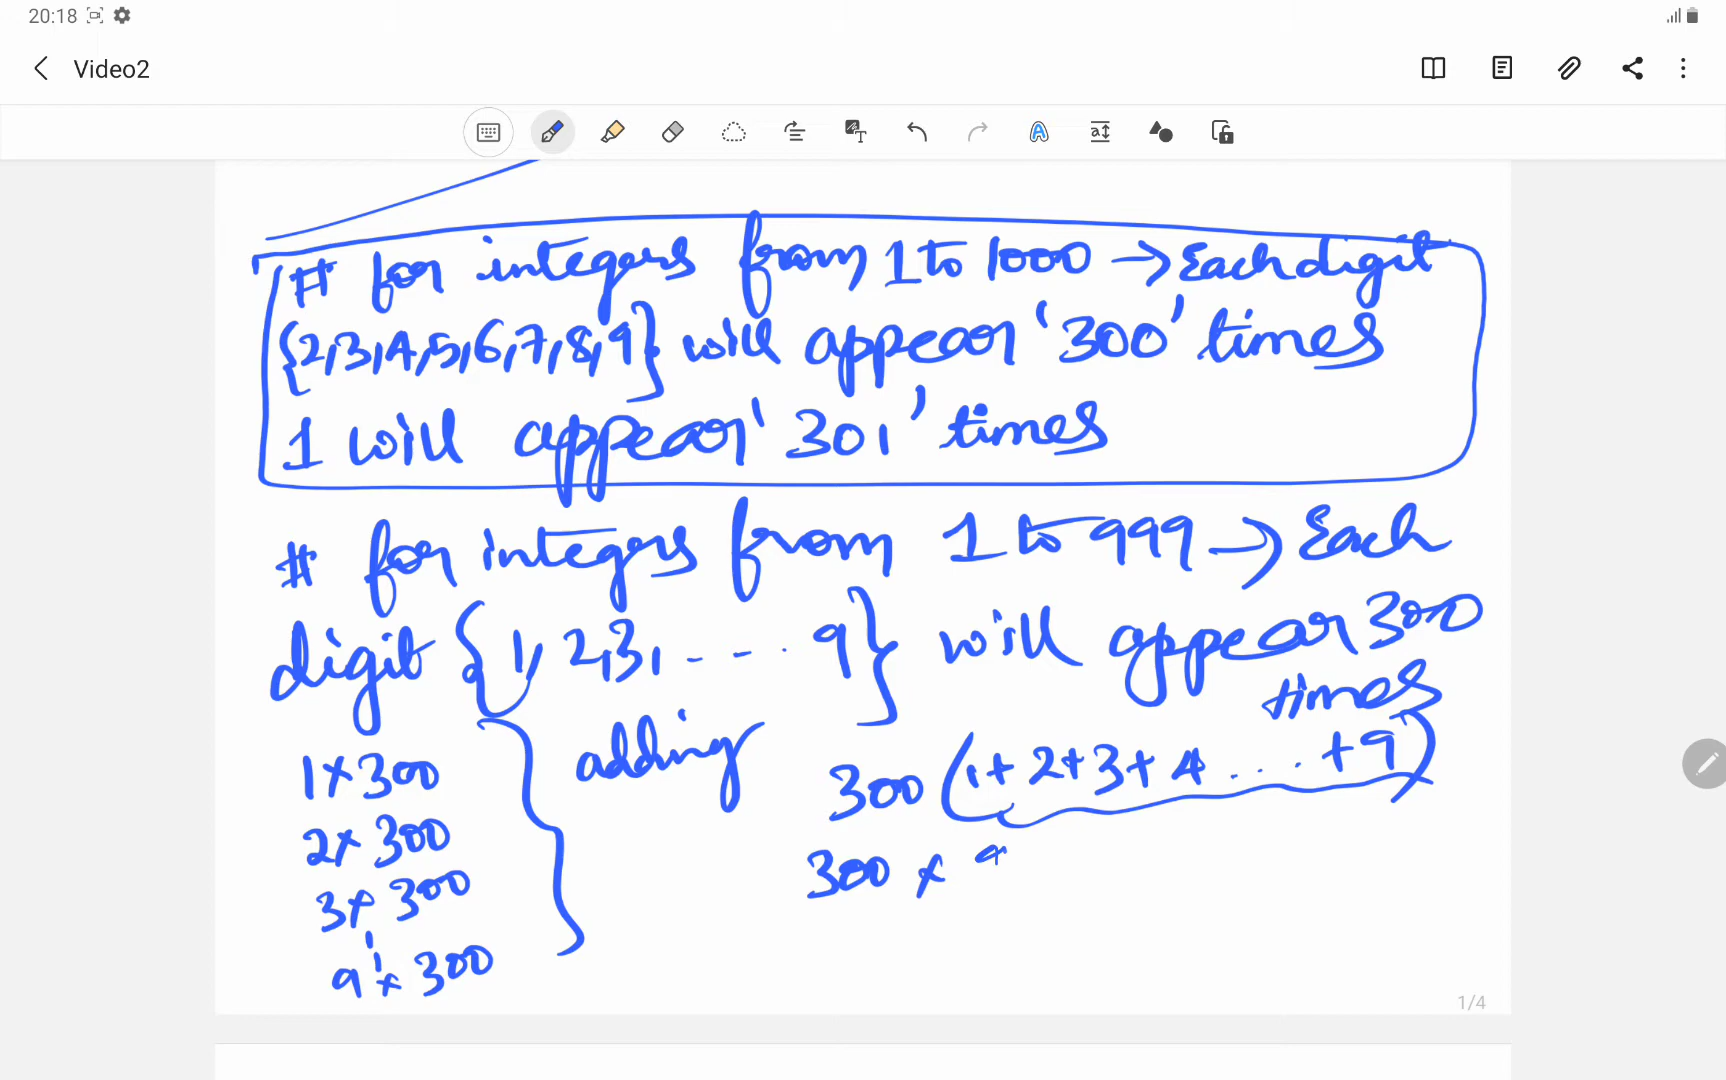 20:18
Video2
# for integers from 1 to 1000 → Each digit
{2,3,4,5,6,7,8,9} will appear '300' times
1 will appear '301' times
# for integers from 1 to 999 → Each
digit {1, 2,3, - - . . 9} will appear 300
times
1×300
2× 300
3× 300
9× 300
adding
300 (1+ 2+3+ 4 .. . . +9)
300 × 9
1/4